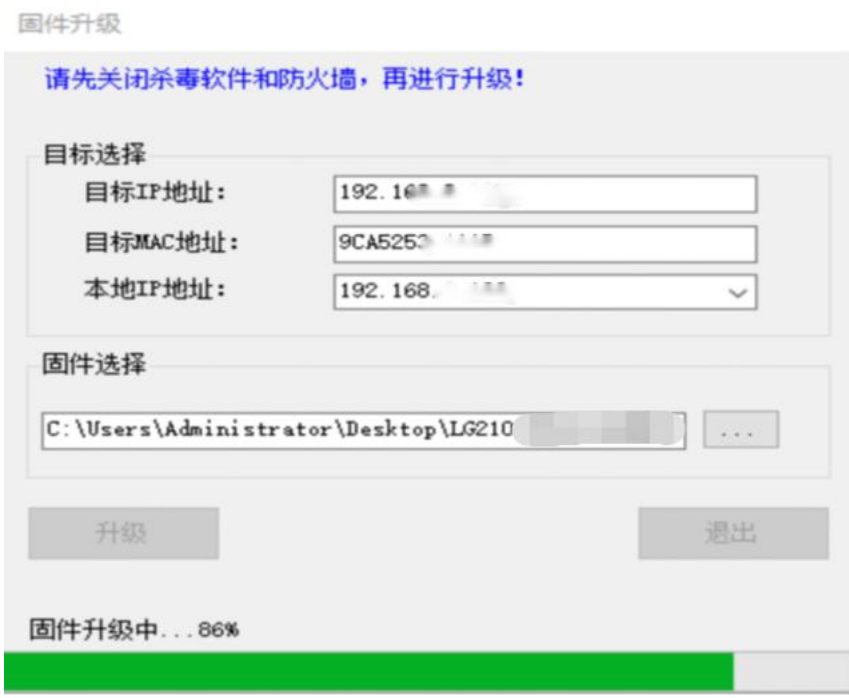 固件升级
请先关闭杀毒软件和防火墙，再进行升级！
目标选择
目标IP地址： 192.16
目标MAC地址： 9CA5253
本地IP地址： 192.168.
固件选择
C:\Users\Administrator\Desktop\LG210 ...
升级 退出
固件升级中...86%